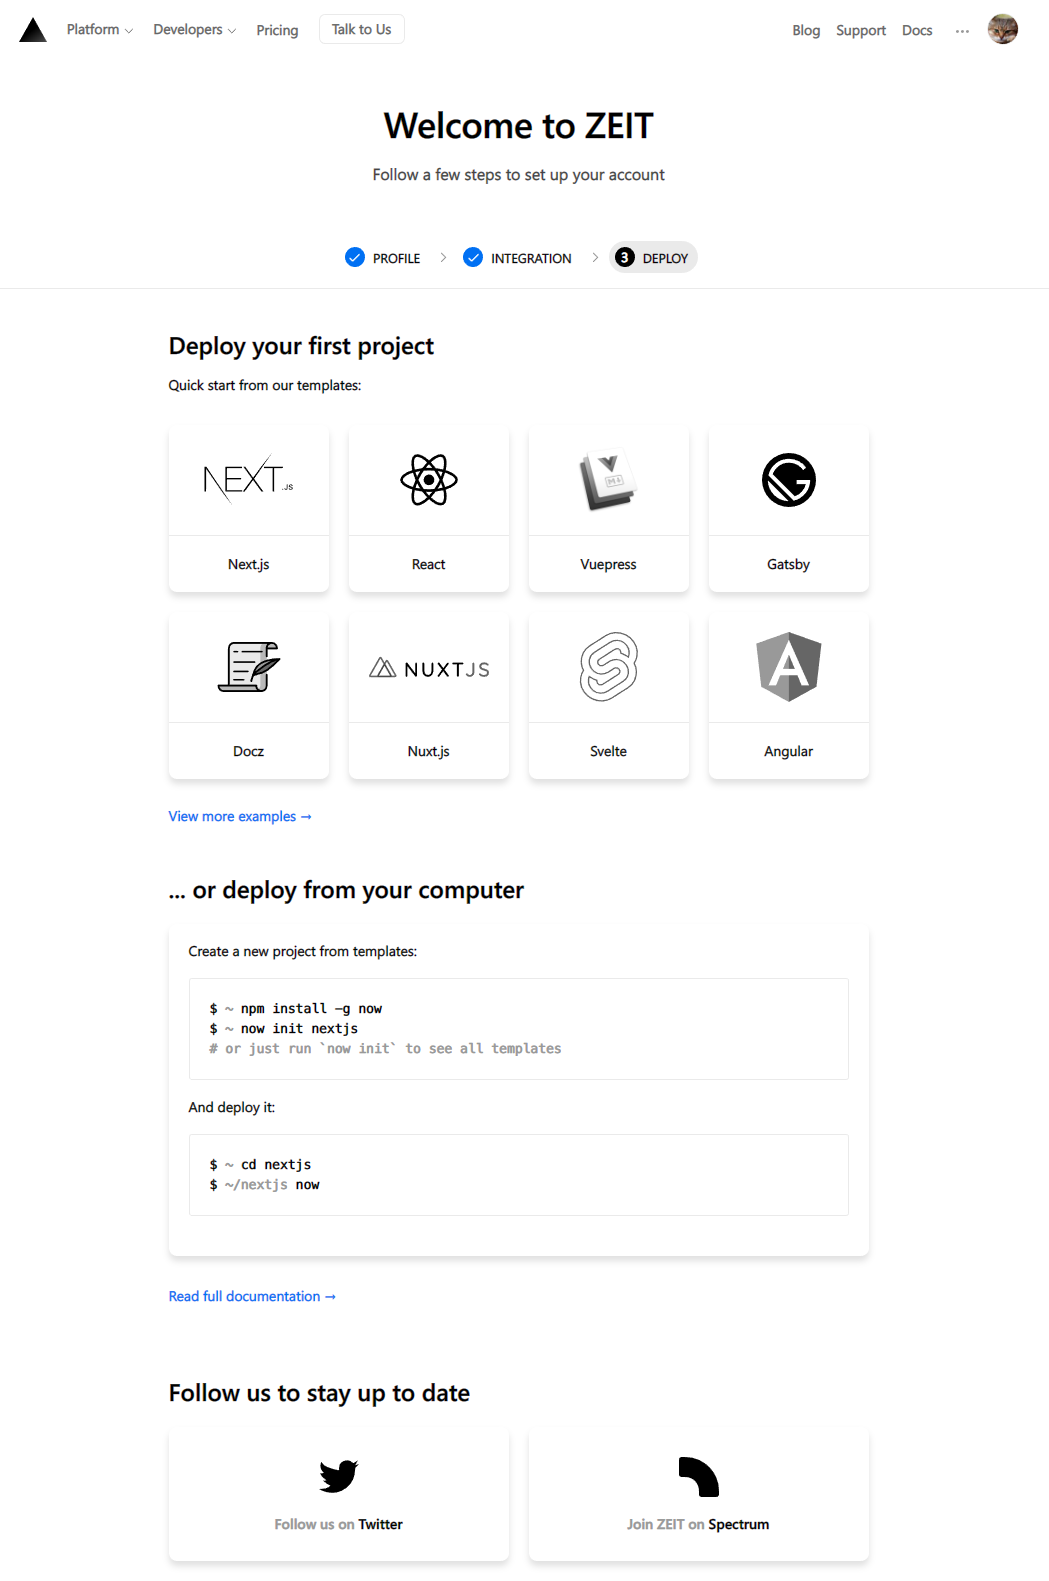 Platform Developers Pricing Talk to Us Blog Support Docs ...
Welcome to ZEIT
Follow a few steps to set up your account
PROFILE INTEGRATION 3 DEPLOY
Deploy your first project
Quick start from our templates:
NEXT.JS
Next.js React Vuepress Gatsby
NUXTJS
Docz Nuxt.js Svelte Angular
View more examples →
... or deploy from your computer
Create a new project from templates:
$ ~ npm install -g now
$ ~ now init nextjs
# or just run `now init` to see all templates
And deploy it:
$ ~ cd nextjs
$ ~/nextjs now
Read full documentation →
Follow us to stay up to date
Follow us on Twitter Join ZEIT on Spectrum